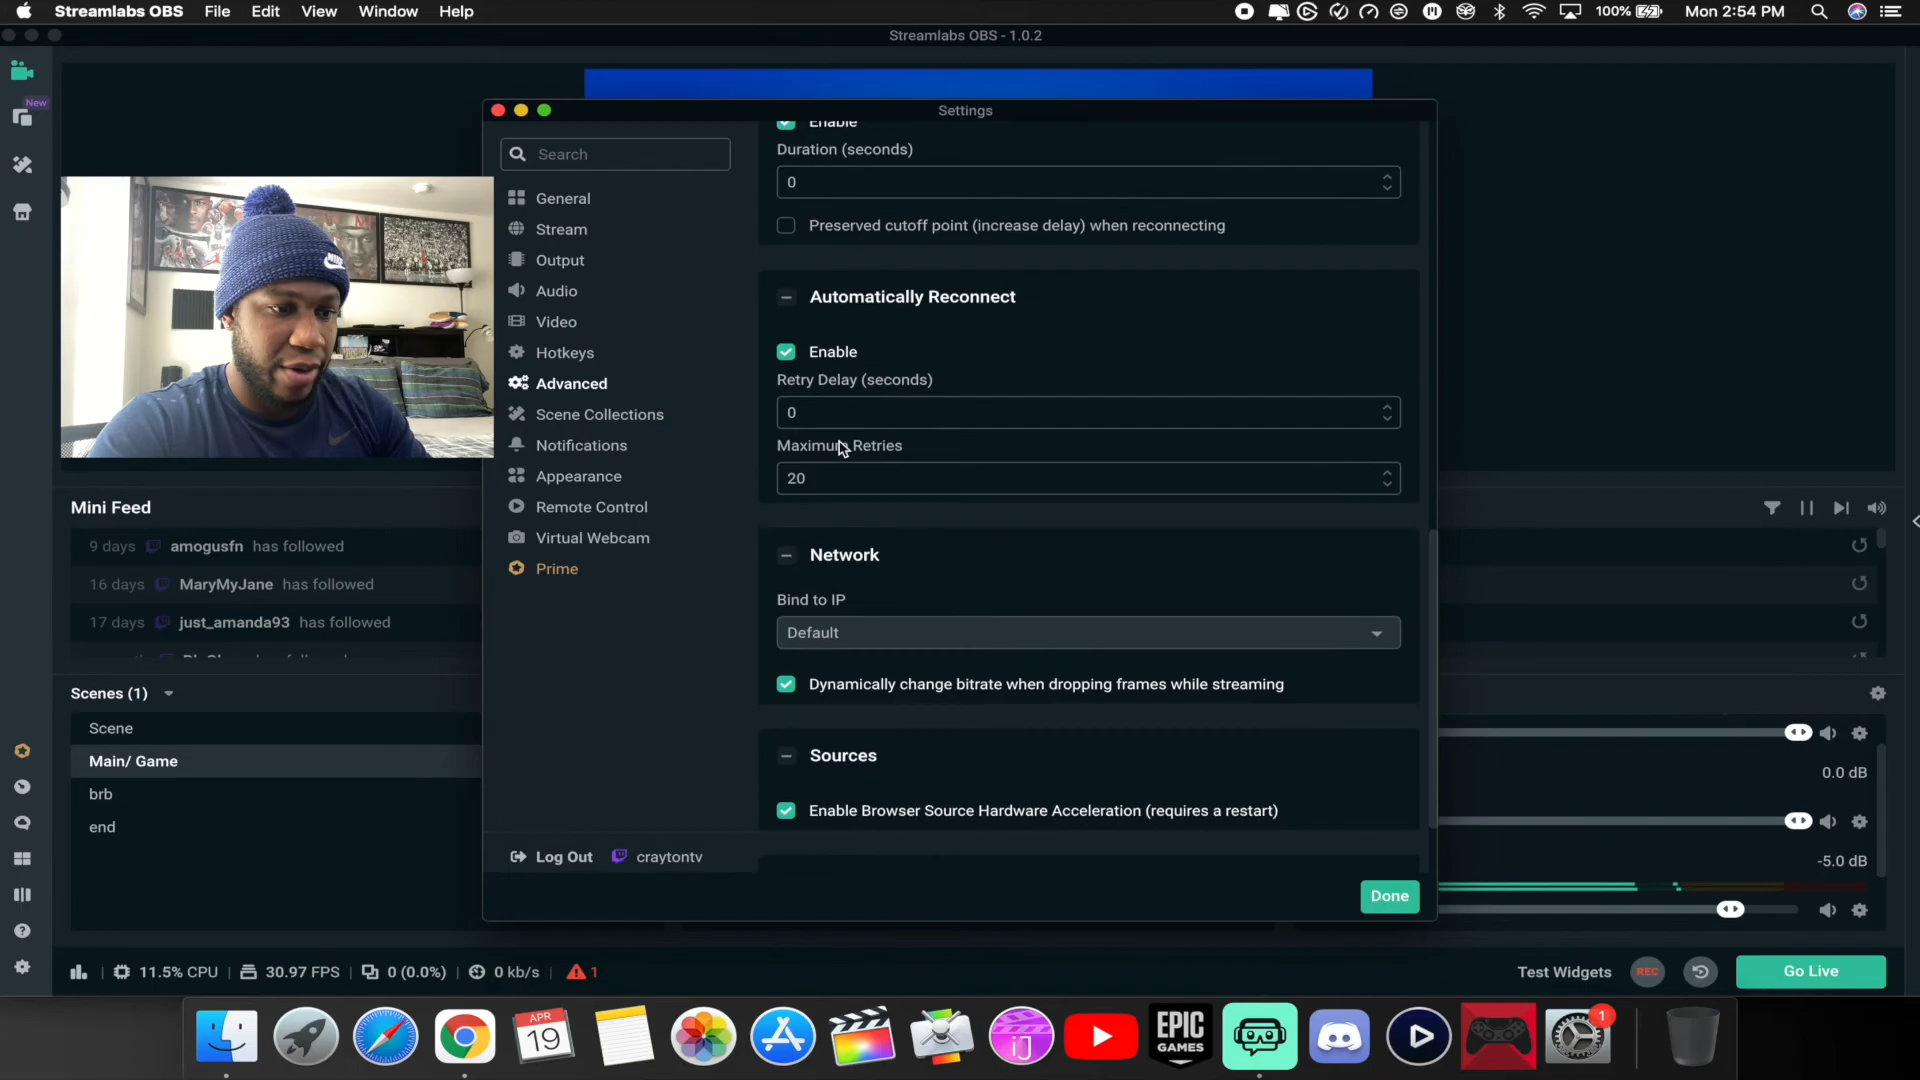 Streamlabs OBS File Edit View Window Help 100% Mon 2:54 PM
Streamlabs OBS - 1.0.2
New
Settings
Search
General
Stream
Output
Audio
Video
Hotkeys
Advanced
Scene Collections
Notifications
Appearance
Remote Control
Virtual Webcam
Prime
Log Out craytontv
Enable
Duration (seconds)
0
Preserved cutoff point (increase delay) when reconnecting
Automatically Reconnect
Enable
Retry Delay (seconds)
0
Maximum Retries
20
Network
Bind to IP
Default
Dynamically change bitrate when dropping frames while streaming
Sources
Enable Browser Source Hardware Acceleration (requires a restart)
Done
Mini Feed
9 days amogusfn has followed
16 days MaryMyJane has followed
17 days just_amanda93 has followed
Scenes (1)
Scene
Main/ Game
brb
end
0.0 dB
-5.0 dB
11.5% CPU 30.97 FPS 0 (0.0%) 0 kb/s 1
Test Widgets REC Go Live
APR
19
ij
EPIC
GAMES
1